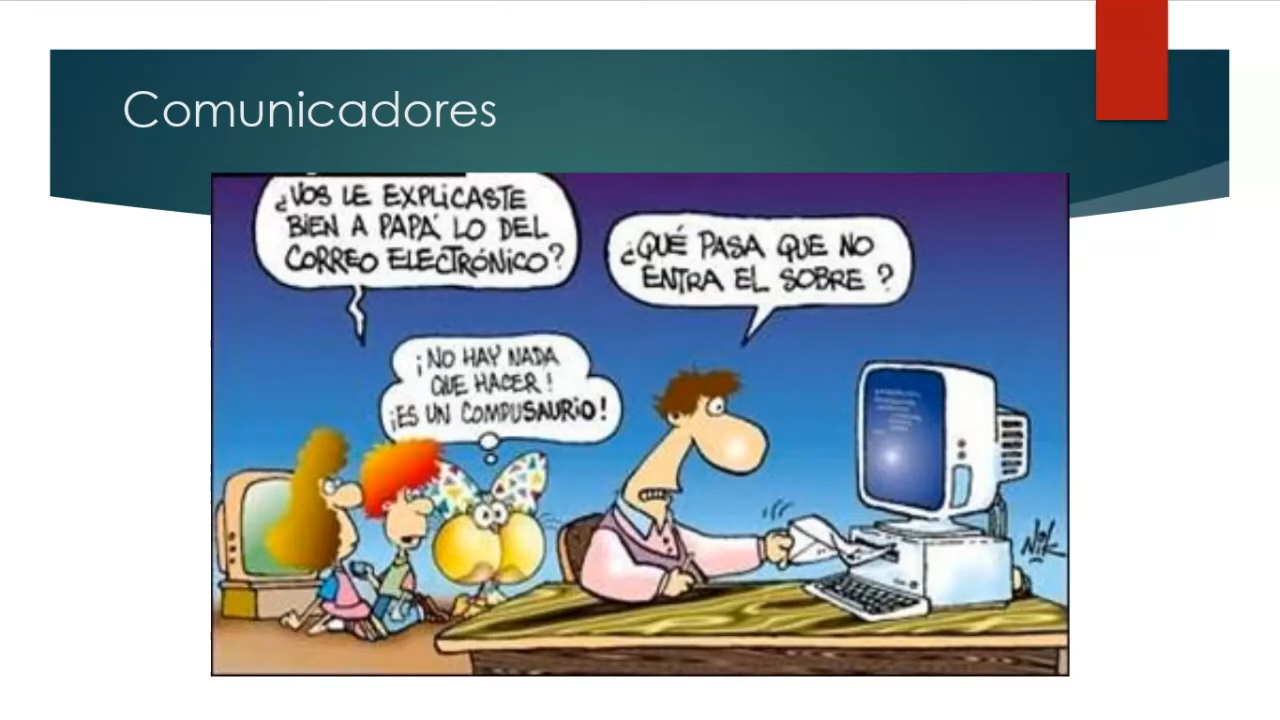 Comunicadores
¿VOS LE EXPLICASTE
BIEN A PAPÁ LO DEL
CORREO ELECTRÓNICO?
¿QUÉ PASA QUE NO
ENTRA EL SOBRE?
¡NO HAY NADA
QUE HACER!
¡ES UN COMPUSAURIO!
Nik